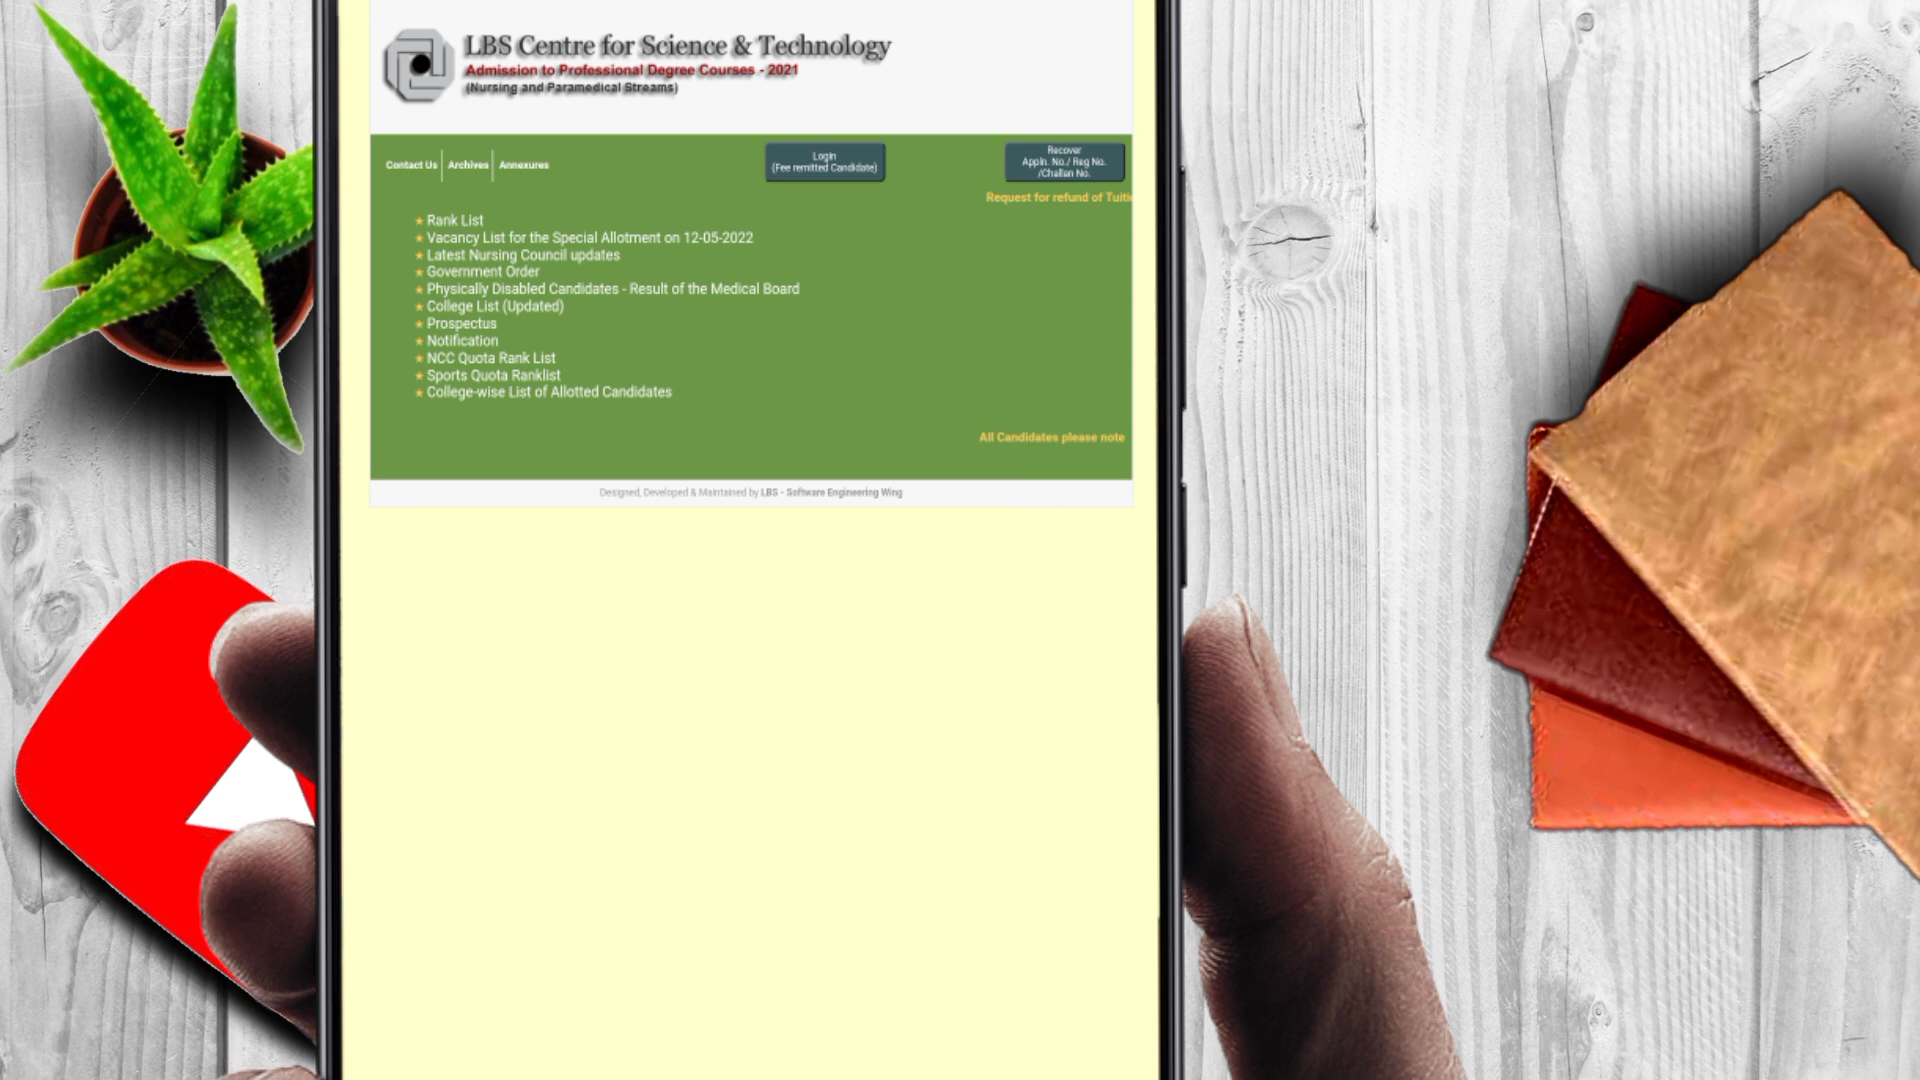 LBS Centre for Science & Technology
Admission to Professional Degree Courses - 2021
(Nursing and Paramedical Streams)
Contact Us Archives Annexures
Login
(Fee remitted Candidate)
Recover
Appln. No./ Reg No.
/Challan No.
Request for refund of
★ Rank List
★ Vacancy List for the Special Allotment on 12-05-2022
★ Latest Nursing Council updates
★ Government Order
★ Physically Disabled Candidates - Result of the Medical Board
★ College List (Updated)
★ Prospectus
★ Notification
★ NCC Quota Rank List
★ Sports Quota Ranklist
★ College-wise List of Allotted Candidates
All Candidates please note
Designed, Developed & Maintained by LBS - Software Engineering Wing